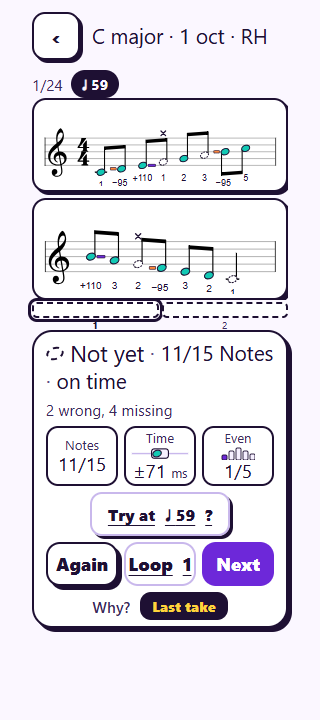 ‹ C major · 1 oct · RH
1/24 ♩59
4
4
×
1 −95 +110 1 2 3 −95 5
×
+110 3 2 −95 3 2 1
1 2
Not yet · 11/15 Notes
· on time
2 wrong, 4 missing
Notes Time Even
11/15 ±71 ms 1/5
Try at ♩59 ?
Again Loop 1 Next
Why? Last take